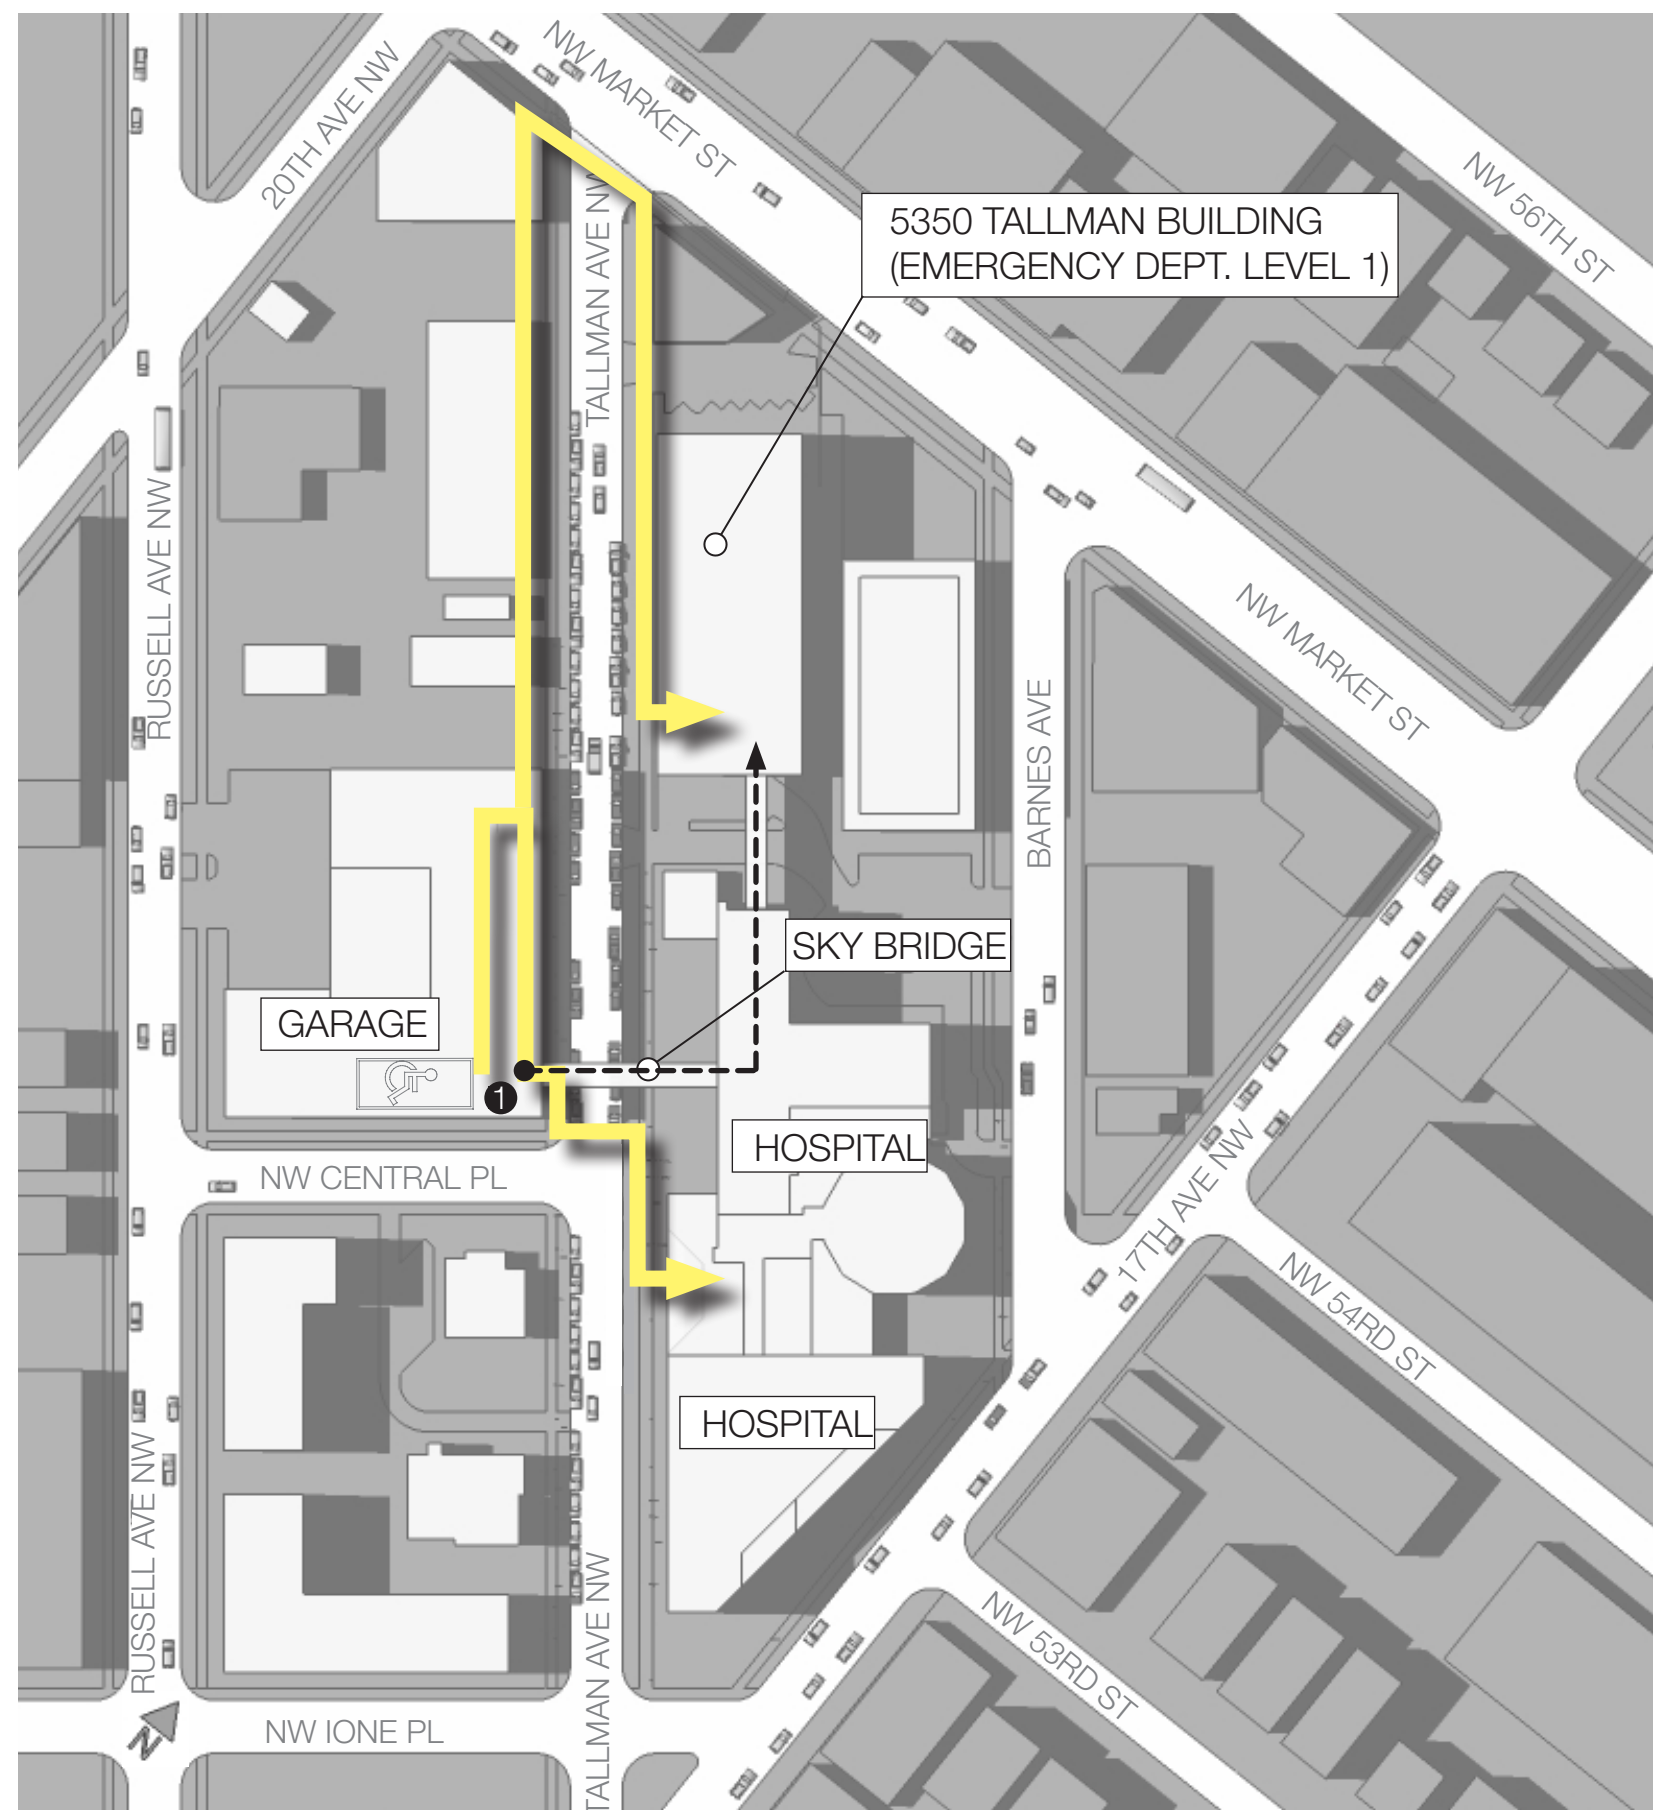 NW MARKET ST
20TH AVE NW
NW 56TH ST
TALLMAN AVE NW
5350 TALLMAN BUILDING
(EMERGENCY DEPT. LEVEL 1)
RUSSELL AVE NW
NW MARKET ST
BARNES AVE
SKY BRIDGE
GARAGE
1
HOSPITAL
NW CENTRAL PL
17TH AVE NW
NW 54RD ST
HOSPITAL
RUSSELL AVE NW
TALLMAN AVE NW
NW 53RD ST
N
NW IONE PL